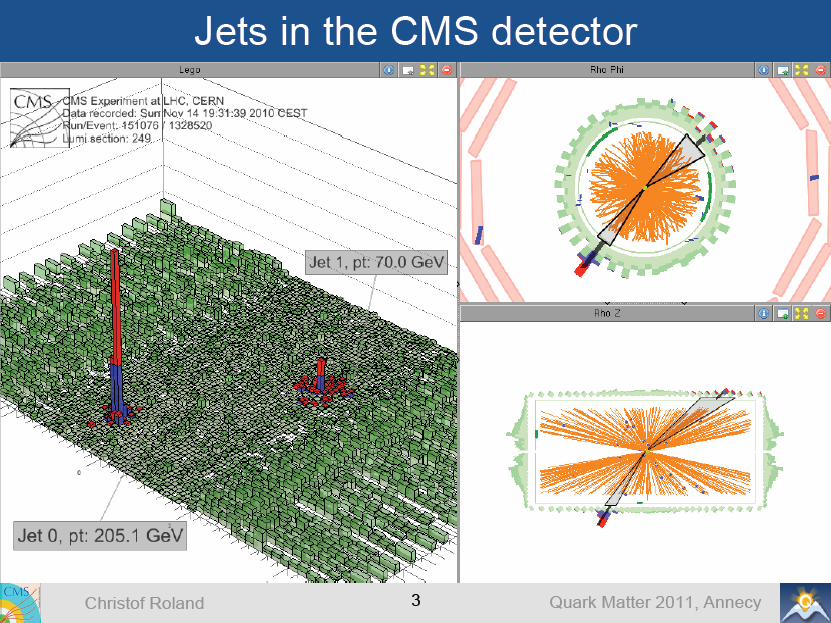 Jets in the CMS detector
Lego
CMS
CMS Experiment at LHC, CERN
Data recorded: Sun Nov 14 19:31:39 2010 CEST
Run/Event: 151076 / 1328520
Lumi section: 249
Jet 1, pt: 70.0 GeV
Jet 0, pt: 205.1 GeV
Rho Phi
Rho Z
CMS
Christof Roland
3
Quark Matter 2011, Annecy